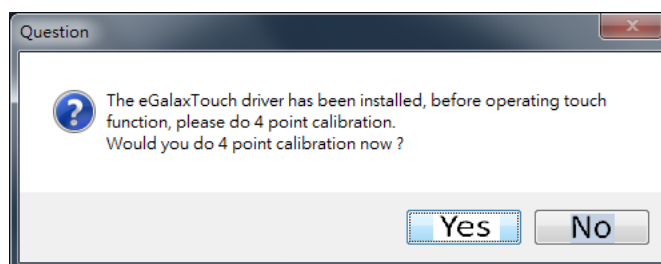 Question
The eGalaxTouch driver has been installed, before operating touch
function, please do 4 point calibration.
Would you do 4 point calibration now ?
Yes No